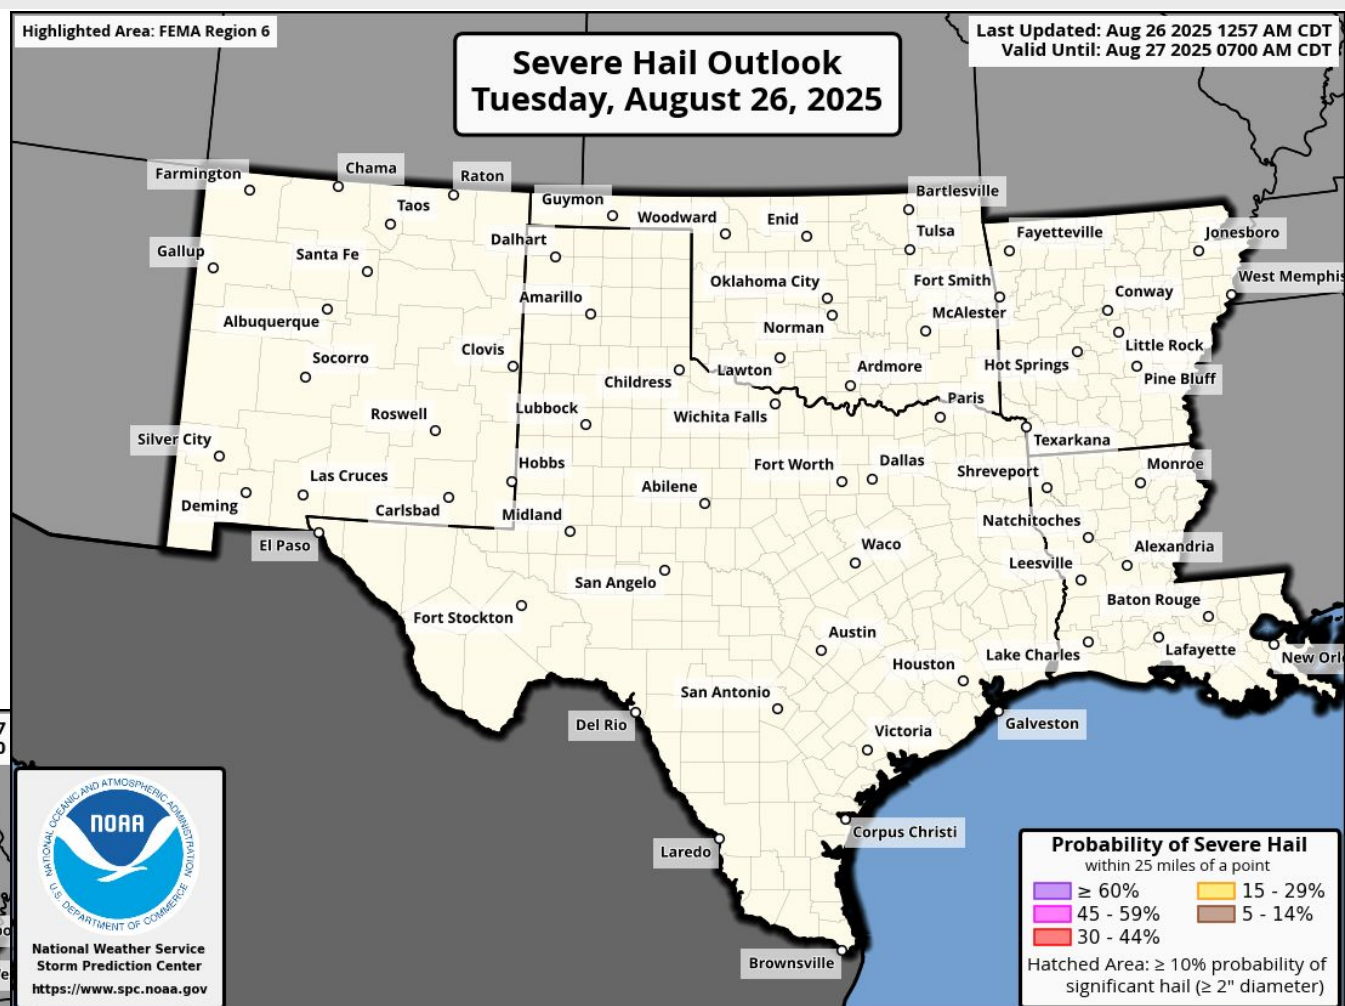 Highlighted Area: FEMA Region 6
Severe Hail Outlook
Tuesday, August 26, 2025
Last Updated: Aug 26 2025 1257 AM CDT
Valid Until: Aug 27 2025 0700 AM CDT
Farmington
Chama
Raton
Taos
Guymon
Woodward
Enid
Bartlesville
Tulsa
Fayetteville
Jonesboro
Gallup
Santa Fe
Dalhart
Oklahoma City
Fort Smith
West Memphis
Albuquerque
Amarillo
Norman
McAlester
Conway
Little Rock
Socorro
Clovis
Childress
Lawton
Ardmore
Hot Springs
Pine Bluff
Roswell
Lubbock
Wichita Falls
Paris
Texarkana
Silver City
Las Cruces
Hobbs
Abilene
Fort Worth
Dallas
Shreveport
Monroe
Deming
Carlsbad
Midland
Natchitoches
El Paso
San Angelo
Waco
Leesville
Alexandria
Fort Stockton
Austin
Baton Rouge
Houston
Lake Charles
Lafayette
New Orl
San Antonio
Del Rio
Victoria
Galveston
Laredo
Corpus Christi
Brownsville
7
0
NATIONAL OCEANIC AND ATMOSPHERIC ADMINISTRATION
NOAA
U.S. DEPARTMENT OF COMMERCE
National Weather Service
Storm Prediction Center
https://www.spc.noaa.gov
Probability of Severe Hail
within 25 miles of a point
≥ 60%
15 - 29%
45 - 59%
5 - 14%
30 - 44%
Hatched Area: ≥ 10% probability of
significant hail (≥ 2" diameter)